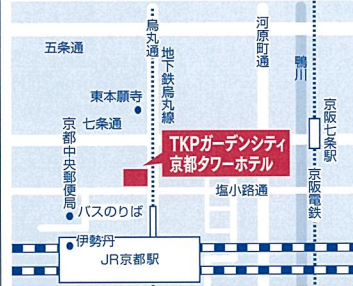 五条通
烏丸通
地下鉄烏丸線
河原町通
鴨川
東本願寺
七条通
京都中央郵便局
TKPガーデンシティ
京都タワーホテル
京阪七条駅
京阪電鉄
塩小路通
バスのりば
伊勢丹
JR京都駅